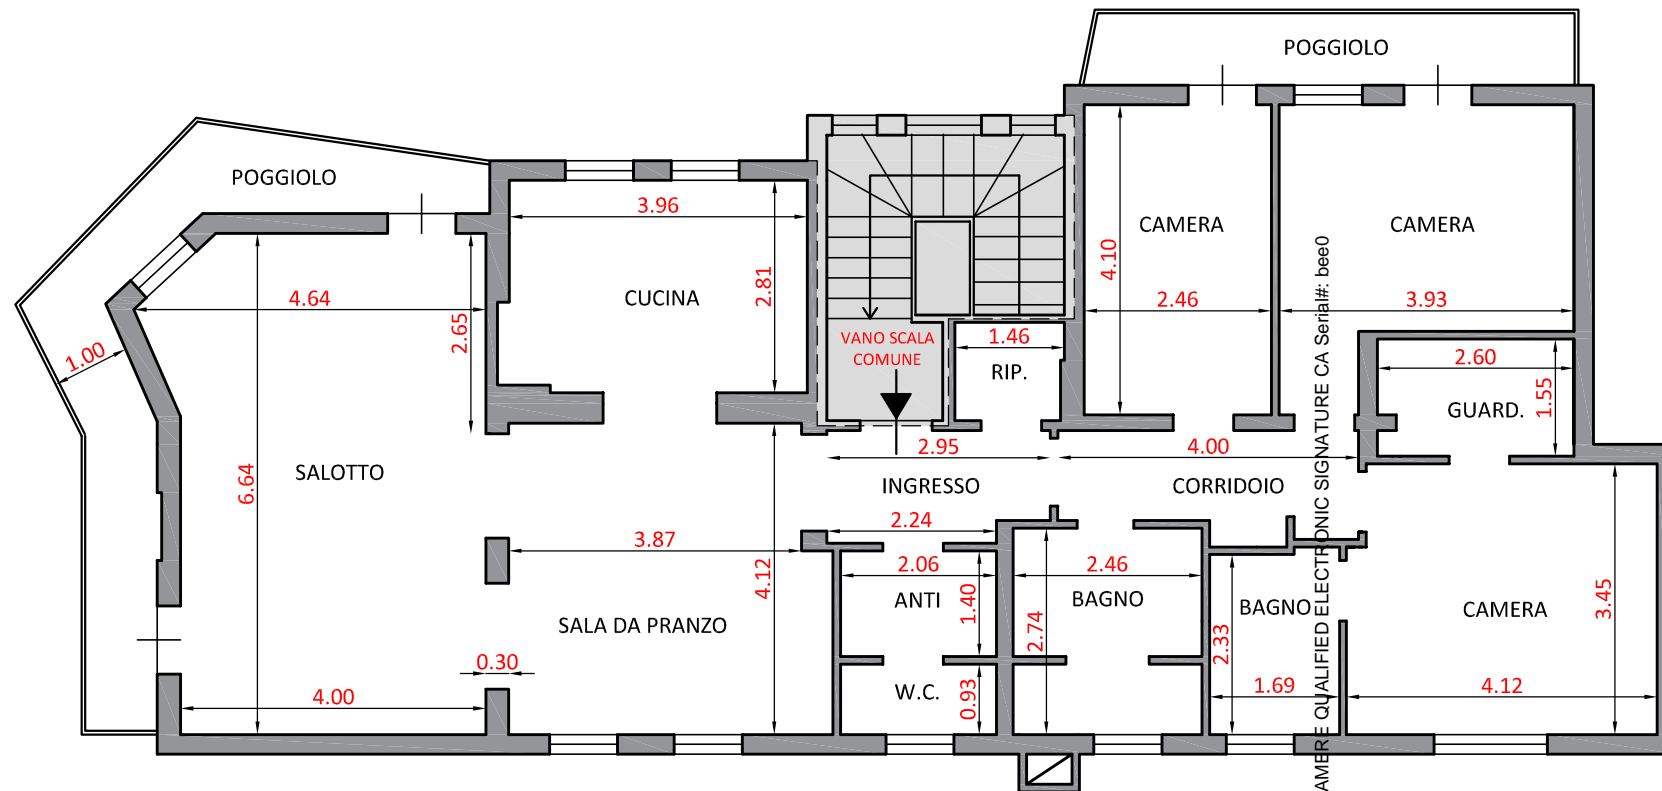 POGGIOLO
POGGIOLO
3.96
CAMERA
CAMERA
4.10
2.81
CUCINA
4.64
2.65
2.46
3.93
1.00
VANO SCALA
COMUNE
1.46
RIP.
2.60
1.55
GUARD.
6.64
SALOTTO
2.95
4.00
INGRESSO
CORRIDOIO
2.24
3.87
4.12
2.06
1.40
ANTI
2.46
BAGNO
2.74
BAGNO
2.33
CAMERA
3.45
SALA DA PRANZO
0.30
4.00
W.C.
0.93
1.69
4.12
AMERE QUALIFIED ELECTRONIC SIGNATURE CA Serial#: bee0